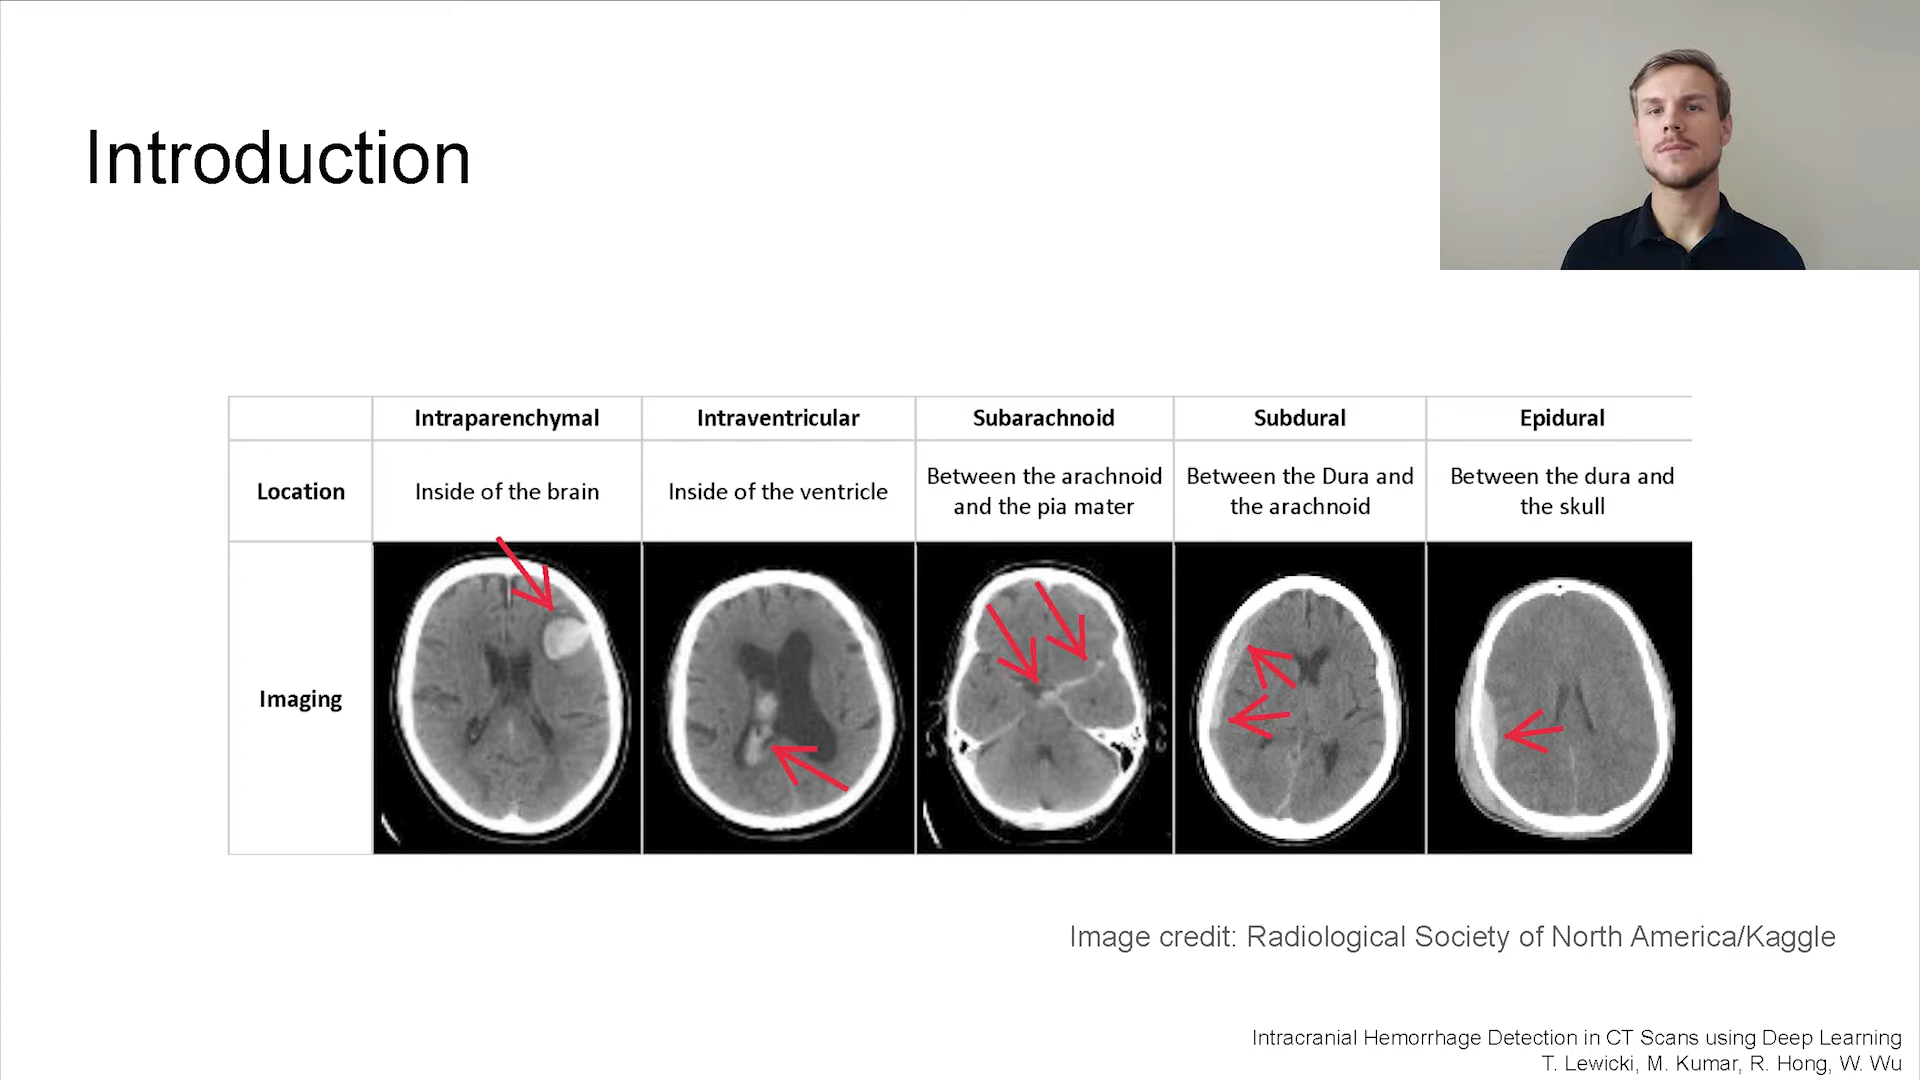 Introduction
Intraparenchymal Intraventricular Subarachnoid Subdural Epidural
Location
Inside of the brain
Inside of the ventricle
Between the arachnoid
and the pia mater
Between the Dura and
the arachnoid
Between the dura and
the skull
Imaging
Image credit: Radiological Society of North America/Kaggle
Intracranial Hemorrhage Detection in CT Scans using Deep Learning
T. Lewicki, M. Kumar, R. Hong, W. Wu